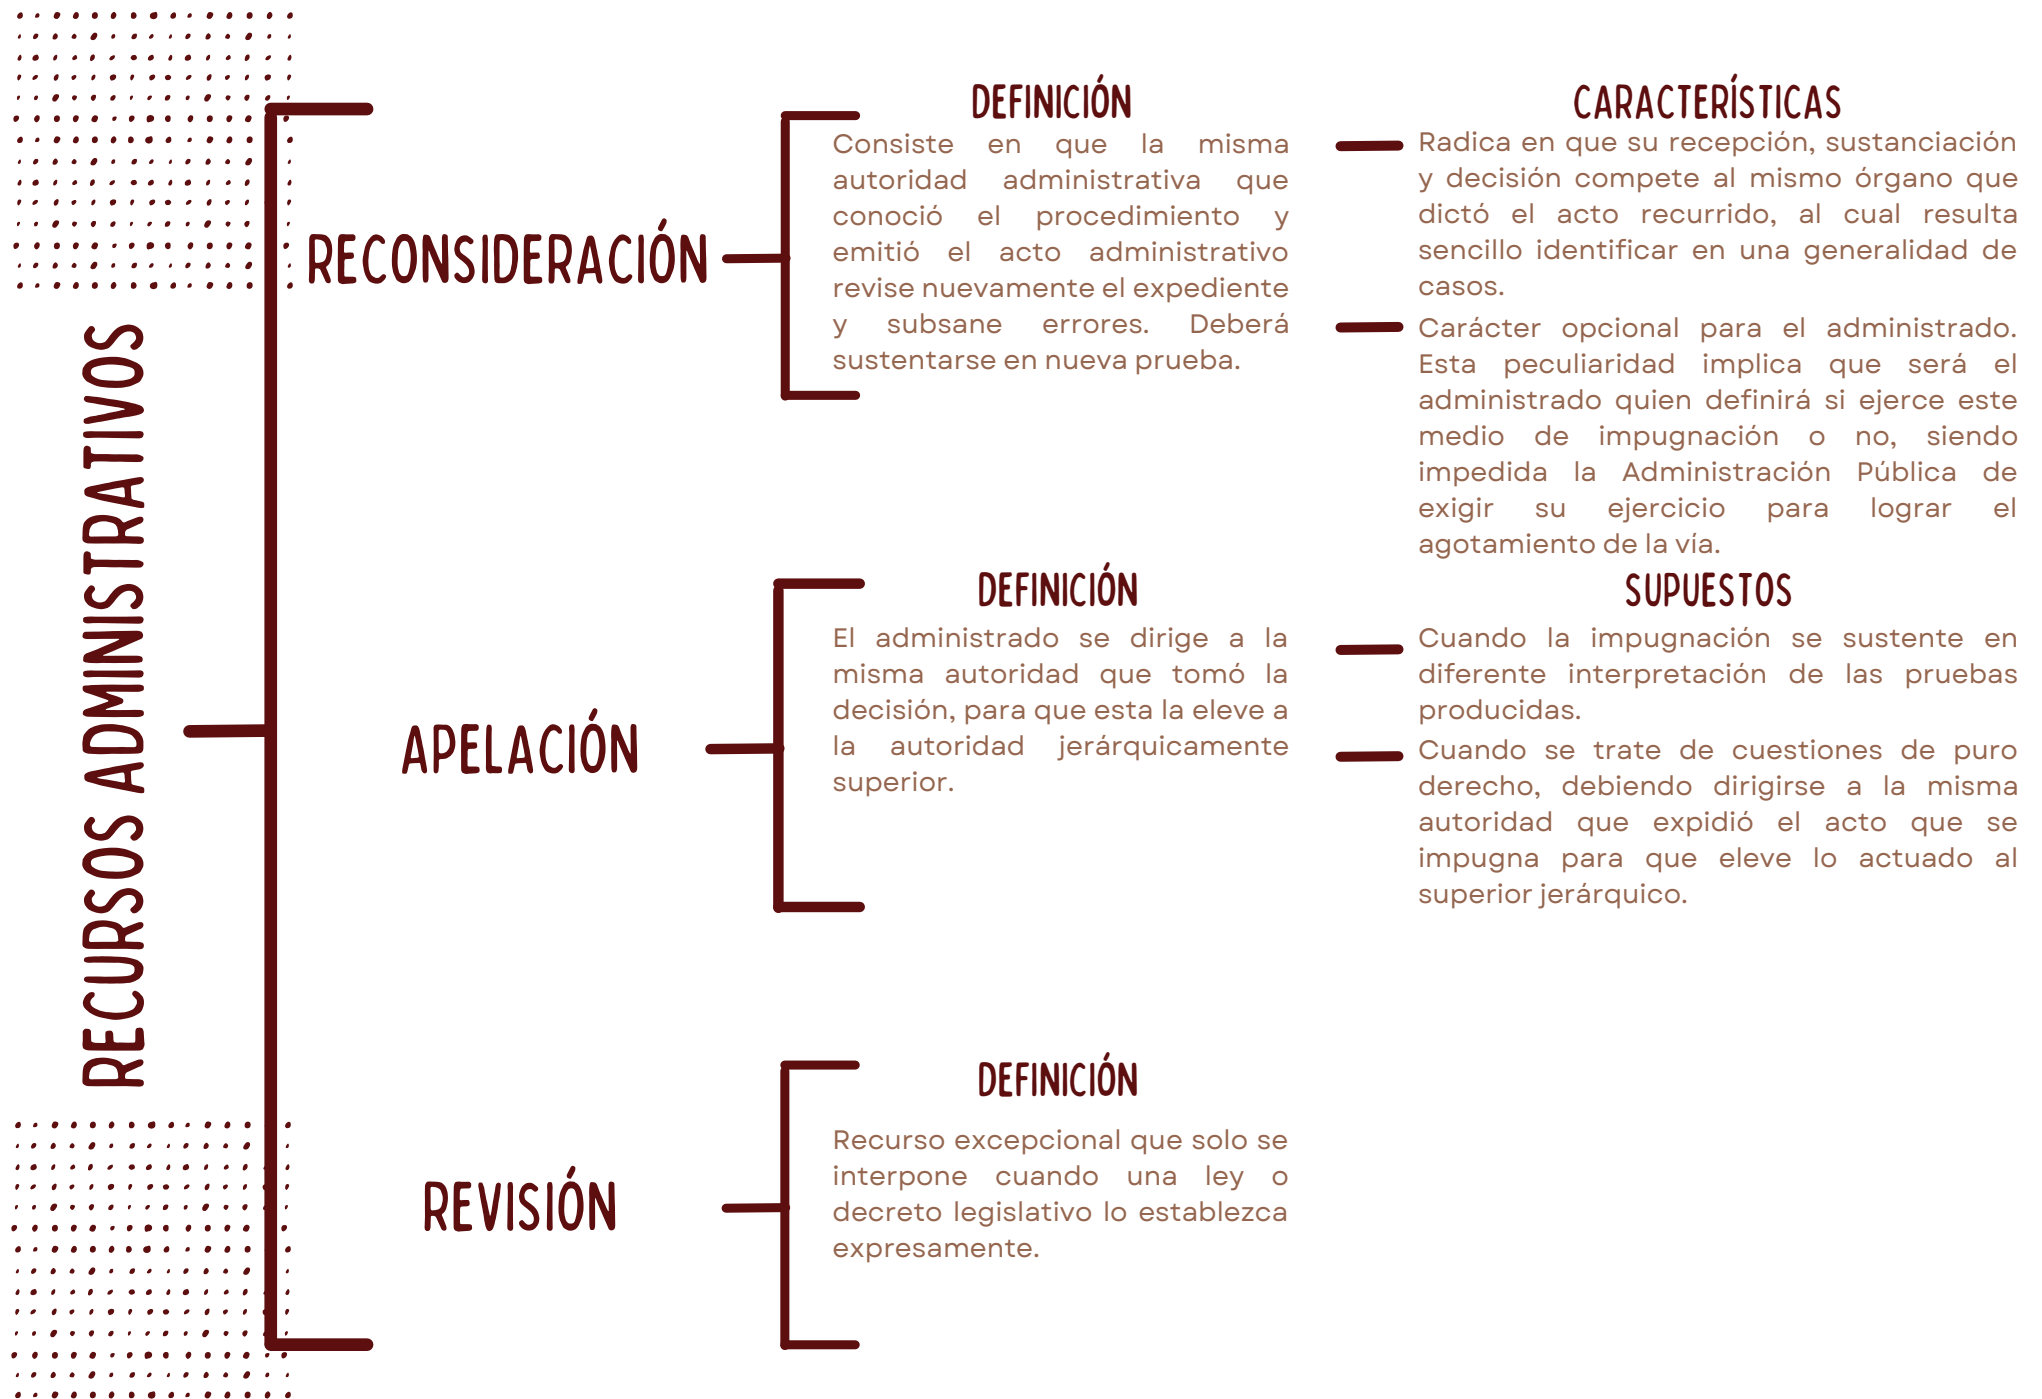 RECURSOS ADMINISTRATIVOS
RECONSIDERACIÓN
DEFINICIÓN
Consiste en que la misma
autoridad administrativa que
conoció el procedimiento y
emitió el acto administrativo
revise nuevamente el expediente
y subsane errores. Deberá
sustentarse en nueva prueba.
CARACTERÍSTICAS
Radica en que su recepción, sustanciación
y decisión compete al mismo órgano que
dictó el acto recurrido, al cual resulta
sencillo identificar en una generalidad de
casos.
Carácter opcional para el administrado.
Esta peculiaridad implica que será el
administrado quien definirá si ejerce este
medio de impugnación o no, siendo
impedida la Administración Pública de
exigir su ejercicio para lograr el
agotamiento de la vía.
APELACIÓN
DEFINICIÓN
El administrado se dirige a la
misma autoridad que tomó la
decisión, para que esta la eleve a
la autoridad jerárquicamente
superior.
SUPUESTOS
Cuando la impugnación se sustente en
diferente interpretación de las pruebas
producidas.
Cuando se trate de cuestiones de puro
derecho, debiendo dirigirse a la misma
autoridad que expidió el acto que se
impugna para que eleve lo actuado al
superior jerárquico.
REVISIÓN
DEFINICIÓN
Recurso excepcional que solo se
interpone cuando una ley o
decreto legislativo lo establezca
expresamente.